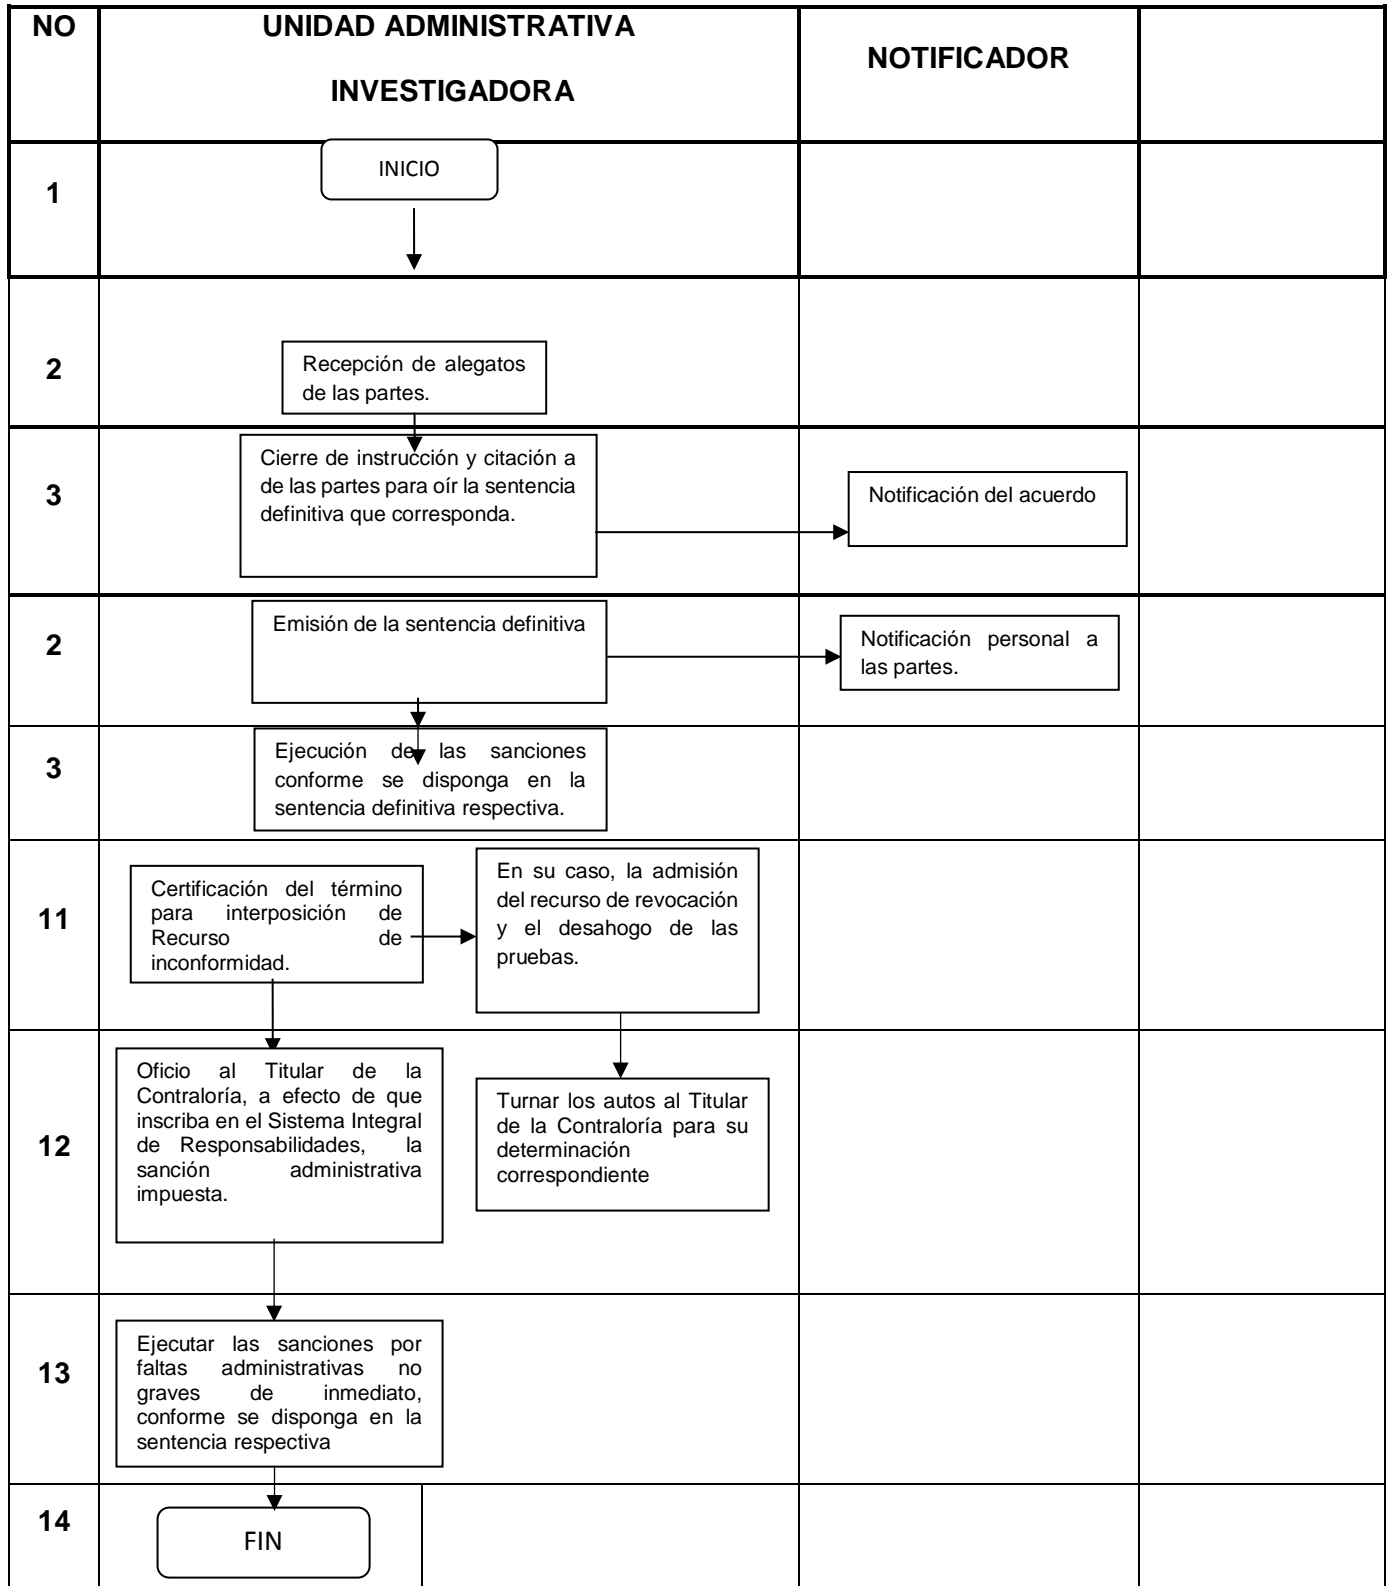 NO
UNIDAD ADMINISTRATIVA
INVESTIGADORA
NOTIFICADOR
1
INICIO
2
Recepción de alegatos
de las partes.
3
Cierre de instrucción y citación a
de las partes para oír la sentencia
definitiva que corresponda.
Notificación del acuerdo
2
Emisión de la sentencia definitiva
Notificación personal a
las partes.
3
Ejecución de las sanciones
conforme se disponga en la
sentencia definitiva respectiva.
11
Certificación del término
para interposición de
Recurso de
inconformidad.
En su caso, la admisión
del recurso de revocación
y el desahogo de las
pruebas.
12
Oficio al Titular de la
Contraloría, a efecto de que
inscriba en el Sistema Integral
de Responsabilidades, la
sanción administrativa
impuesta.
Turnar los autos al Titular
de la Contraloría para su
determinación
correspondiente
13
Ejecutar las sanciones por
faltas administrativas no
graves de inmediato,
conforme se disponga en la
sentencia respectiva
14
FIN